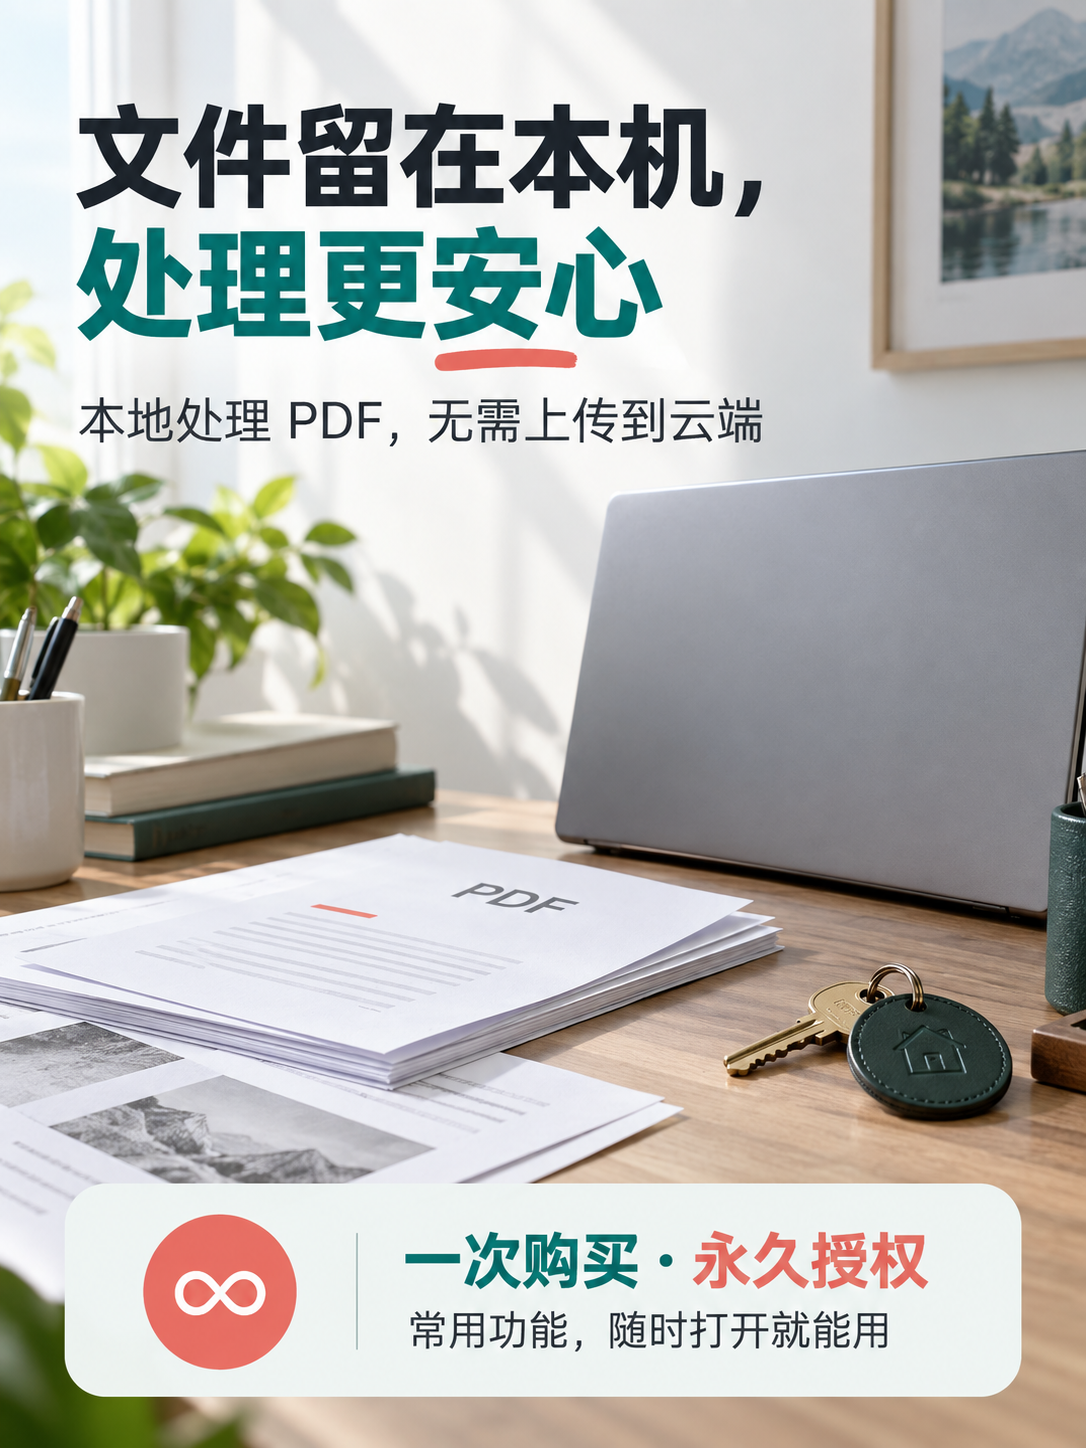 文件留在本机，
处理更安心
本地处理 PDF，无需上传到云端
PDF
一次购买·永久授权
常用功能，随时打开就能用